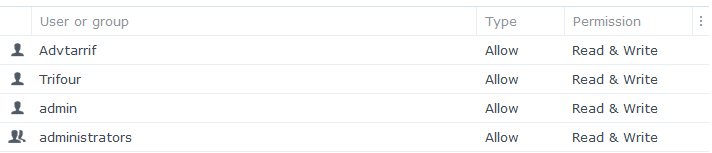 User or group Type Permission
Advtarrif Allow Read & Write
Trifour Allow Read & Write
admin Allow Read & Write
administrators Allow Read & Write